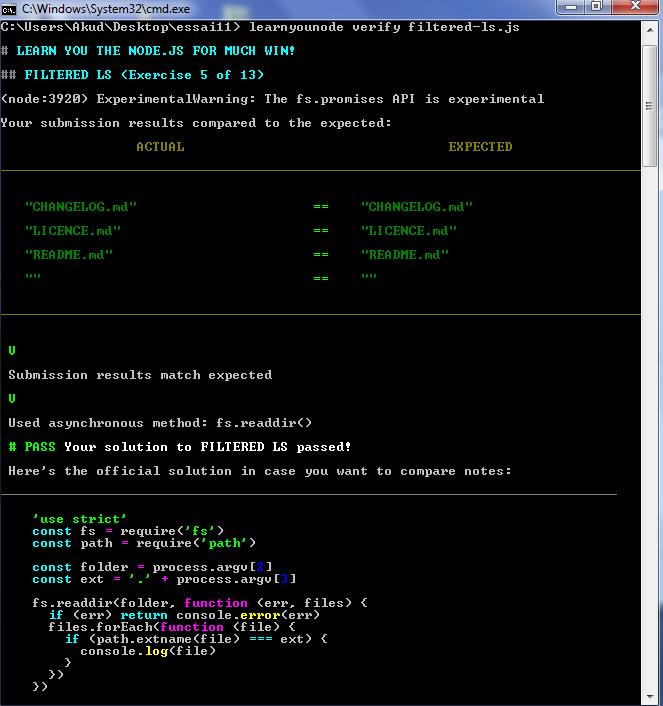 C:\Windows\System32\cmd.exe
C:\Users\Akud\Desktop\essai11> learnyounode verify filtered-ls.js
# LEARN YOU THE NODE.JS FOR MUCH WIN!
## FILTERED LS (Exercise 5 of 13)
(node:3920) ExperimentalWarning: The fs.promises API is experimental
Your submission results compared to the expected:
ACTUAL EXPECTED
"CHANGELOG.md" == "CHANGELOG.md"
"LICENCE.md" == "LICENCE.md"
"README.md" == "README.md"
"" == ""
V
Submission results match expected
V
Used asynchronous method: fs.readdir()
# PASS Your solution to FILTERED LS passed!
Here's the official solution in case you want to compare notes:
'use strict'
const fs = require('fs')
const path = require('path')
const folder = process.argv[2]
const ext = '.' + process.argv[3]
fs.readdir(folder, function (err, files) {
if (err) return console.error(err)
files.forEach(function (file) {
if (path.extname(file) === ext) {
console.log(file)
}
})
})